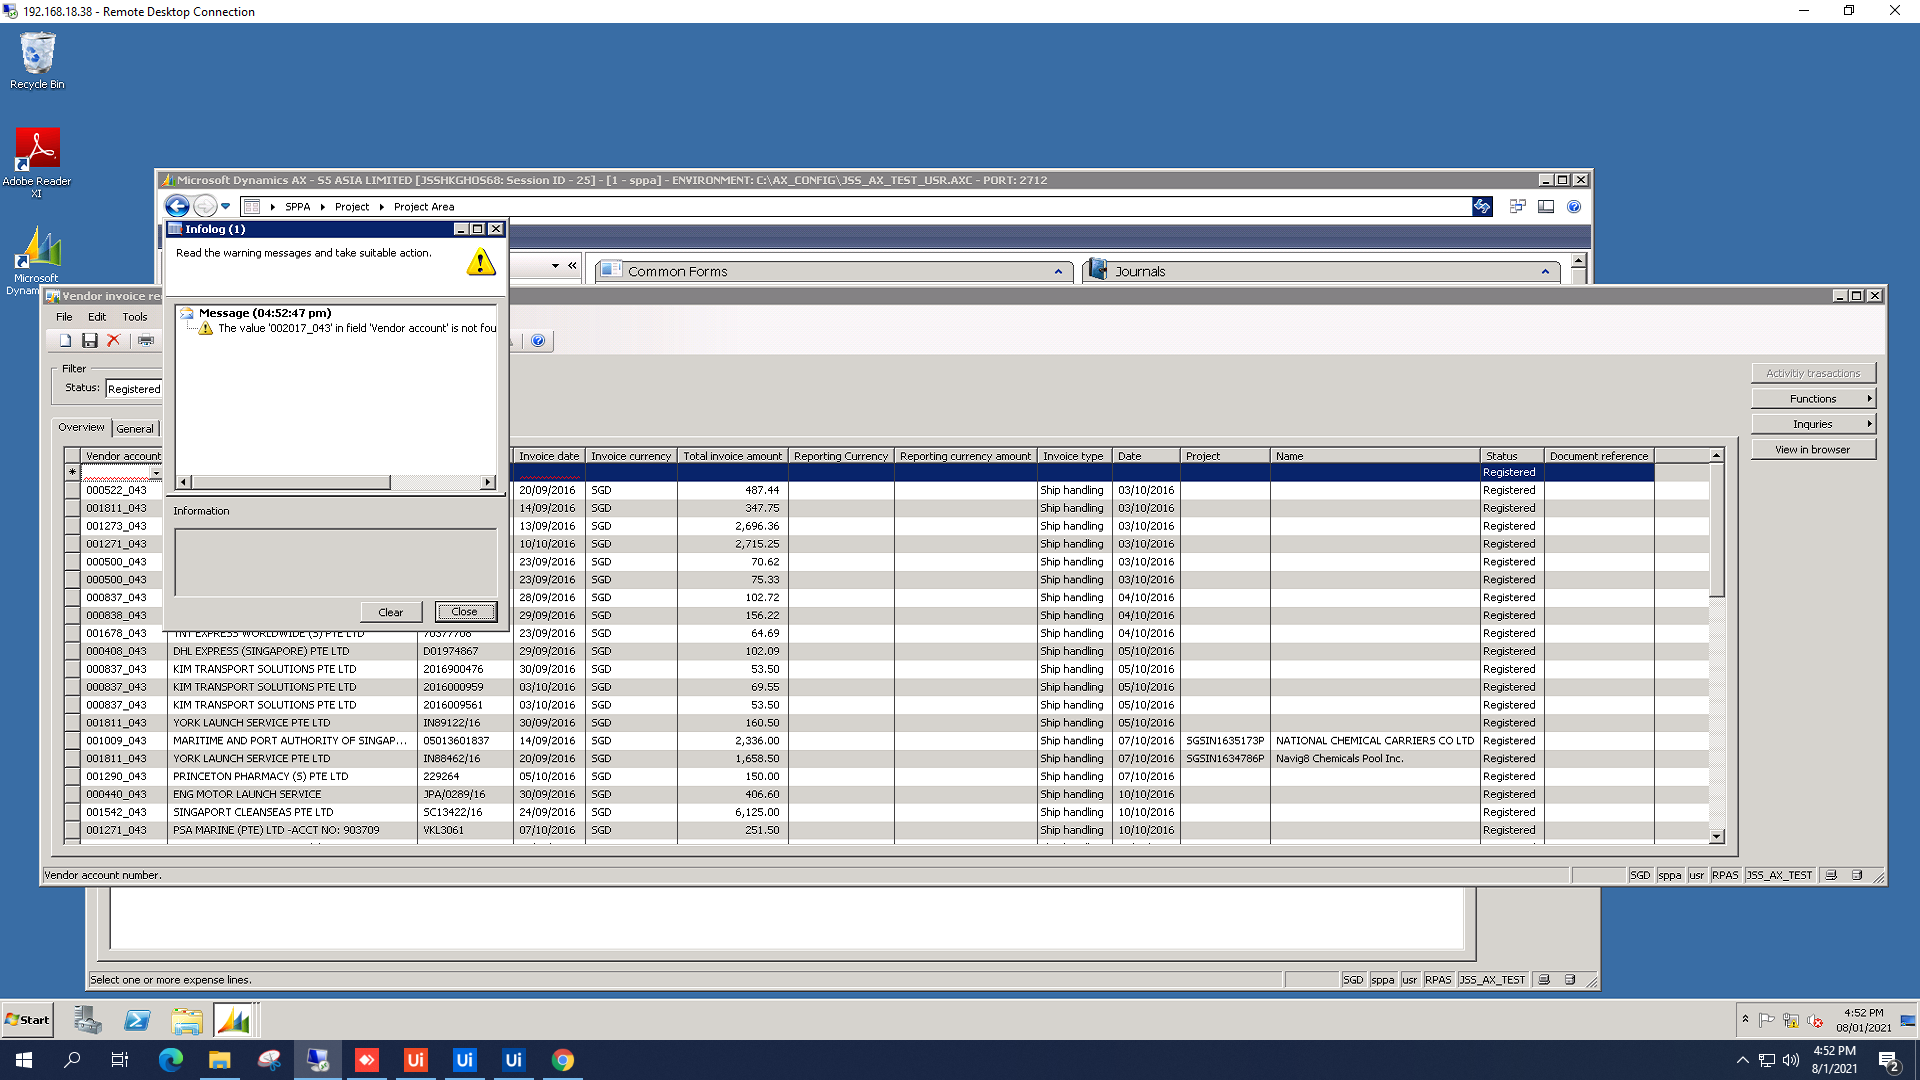 192.168.18.38 - Remote Desktop Connection
Recycle Bin
Adobe Reader
XI
Microsoft
Dynam
Microsoft Dynamics AX - S5 ASIA LIMITED [JSSHKGHOS68: Session ID - 25] - [1 - sppa] - ENVIRONMENT: C:\AX_CONFIG\JSS_AX_TEST_USR.AXC - PORT: 2712
SPPA Project Project Area
Common Forms
Journals
Infolog (1)
Read the warning messages and take suitable action.
Message (04:52:47 pm)
The value '002017_043' in field 'Vendor account' is not fou
Information
Clear
Close
Vendor invoice re
File Edit Tools
Filter
Status: Registered
Overview General
Activitiy trasactions
Functions
Inquries
View in browser
Vendor account Invoice date Invoice currency Total invoice amount Reporting Currency Reporting currency amount Invoice type Date Project Name Status Document reference
* Registered
000522_043 20/09/2016 SGD 487.44 Ship handling 03/10/2016 Registered
001811_043 14/09/2016 SGD 347.75 Ship handling 03/10/2016 Registered
001273_043 13/09/2016 SGD 2,696.36 Ship handling 03/10/2016 Registered
001271_043 10/10/2016 SGD 2,715.25 Ship handling 03/10/2016 Registered
000500_043 23/09/2016 SGD 70.62 Ship handling 03/10/2016 Registered
000500_043 23/09/2016 SGD 75.33 Ship handling 03/10/2016 Registered
000837_043 28/09/2016 SGD 102.72 Ship handling 04/10/2016 Registered
000838_043 29/09/2016 SGD 156.22 Ship handling 04/10/2016 Registered
001678_043 TNT EXPRESS WORLDWIDE (S) PTE LTD 70377708 23/09/2016 SGD 64.69 Ship handling 04/10/2016 Registered
000408_043 DHL EXPRESS (SINGAPORE) PTE LTD D01974867 29/09/2016 SGD 102.09 Ship handling 05/10/2016 Registered
000837_043 KIM TRANSPORT SOLUTIONS PTE LTD 2016900476 30/09/2016 SGD 53.50 Ship handling 05/10/2016 Registered
000837_043 KIM TRANSPORT SOLUTIONS PTE LTD 2016000959 03/10/2016 SGD 69.55 Ship handling 05/10/2016 Registered
000837_043 KIM TRANSPORT SOLUTIONS PTE LTD 2016009561 03/10/2016 SGD 53.50 Ship handling 05/10/2016 Registered
001811_043 YORK LAUNCH SERVICE PTE LTD IN89122/16 30/09/2016 SGD 160.50 Ship handling 05/10/2016 Registered
001009_043 MARITIME AND PORT AUTHORITY OF SINGAP... 05013601837 14/09/2016 SGD 2,336.00 Ship handling 07/10/2016 SGSIN1635173P NATIONAL CHEMICAL CARRIERS CO LTD Registered
001811_043 YORK LAUNCH SERVICE PTE LTD IN88462/16 20/09/2016 SGD 1,658.50 Ship handling 07/10/2016 SGSIN1634786P Navig8 Chemicals Pool Inc. Registered
001290_043 PRINCETON PHARMACY (S) PTE LTD 229264 05/10/2016 SGD 150.00 Ship handling 07/10/2016 Registered
000440_043 ENG MOTOR LAUNCH SERVICE JPA/0289/16 30/09/2016 SGD 406.60 Ship handling 10/10/2016 Registered
001542_043 SINGAPORT CLEANSEAS PTE LTD SC13422/16 24/09/2016 SGD 6,125.00 Ship handling 10/10/2016 Registered
001271_043 PSA MARINE (PTE) LTD -ACCT NO: 903709 VKL3061 07/10/2016 SGD 251.50 Ship handling 10/10/2016 Registered
Vendor account number. SGD sppa usr RPAS JSS_AX_TEST
Select one or more expense lines. SGD sppa usr RPAS JSS_AX_TEST
Start
4:52 PM
08/01/2021
Ui Ui Ui
4:52 PM
8/1/2021
2